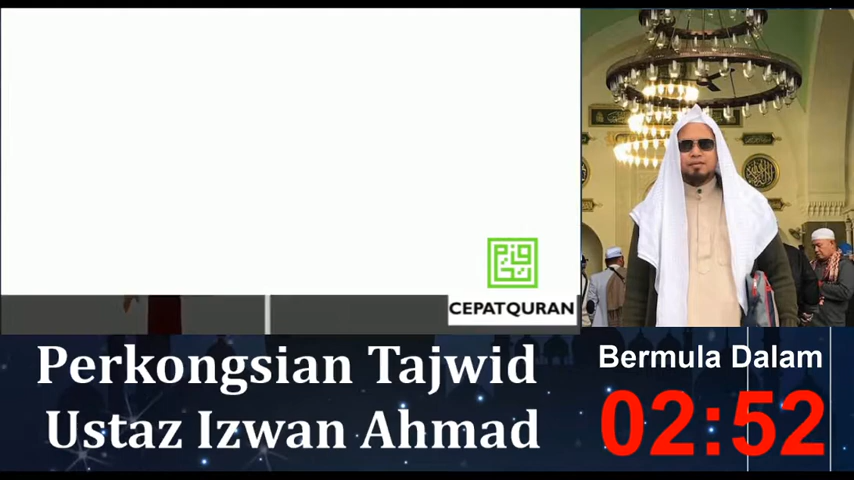 CEPATQURAN
Perkongsian Tajwid
Ustaz Izwan Ahmad
Bermula Dalam
02:52